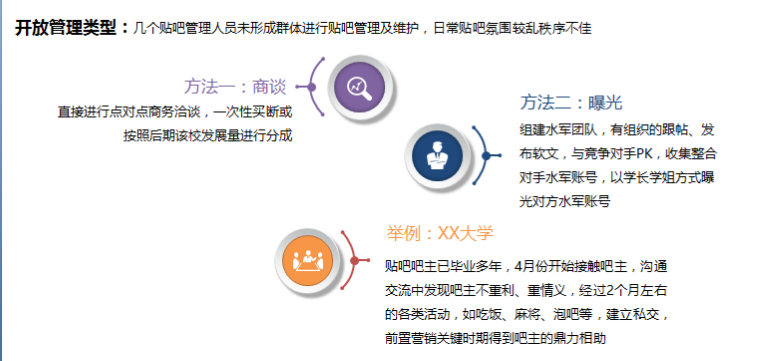 开放管理类型：几个贴吧管理人员未形成群体进行贴吧管理及维护，日常贴吧氛围较乱秩序不佳
方法一：商谈
直接进行点对点商务洽谈，一次性买断或
按照后期该校发展量进行分成
方法二：曝光
组建水军团队，有组织的跟帖、发
布软文，与竞争对手PK，收集整合
对手水军账号，以学长学姐方式曝
光对方水军账号
举例：XX大学
贴吧吧主已毕业多年，4月份开始接触吧主，沟通
交流中发现吧主不重利、重情义，经过2个月左右
的各类活动，如吃饭、麻将、泡吧等，建立私交，
前置营销关键时期得到吧主的鼎力相助